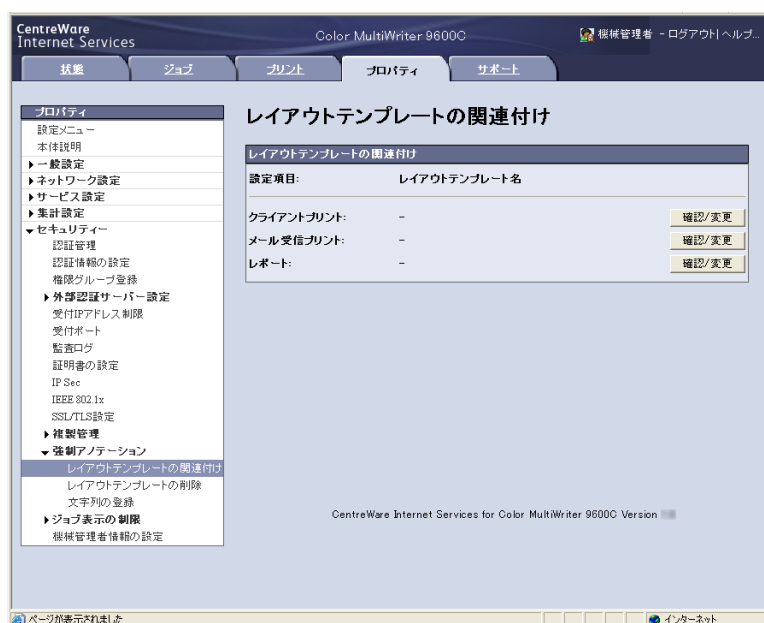 CentreWare
Internet Services
Color MultiWriter 9600C
機械管理者 - ログアウト| ヘルプ...
状態
ジョブ
プリント
プロパティ
サポート
プロパティ
設定メニュー
本体説明
一般設定
ネットワーク設定
サービス設定
集計設定
セキュリティー
認証管理
認証情報の設定
権限グループ登録
外部認証サーバー設定
受付IPアドレス制限
受付ポート
監査ログ
証明書の設定
IP Sec
IEEE 802.1x
SSL/TLS設定
複製管理
強制アノテーション
レイアウトテンプレートの関連付け
レイアウトテンプレートの削除
文字列の登録
ジョブ表示の制限
機械管理者情報の設定
レイアウトテンプレートの関連付け
レイアウトテンプレートの関連付け
設定項目: レイアウトテンプレート名
クライアントプリント: - 確認/変更
メール受信プリント: - 確認/変更
レポート: - 確認/変更
CentreWare Internet Services for Color MultiWriter 9600C Version
ページが表示されました
インターネット